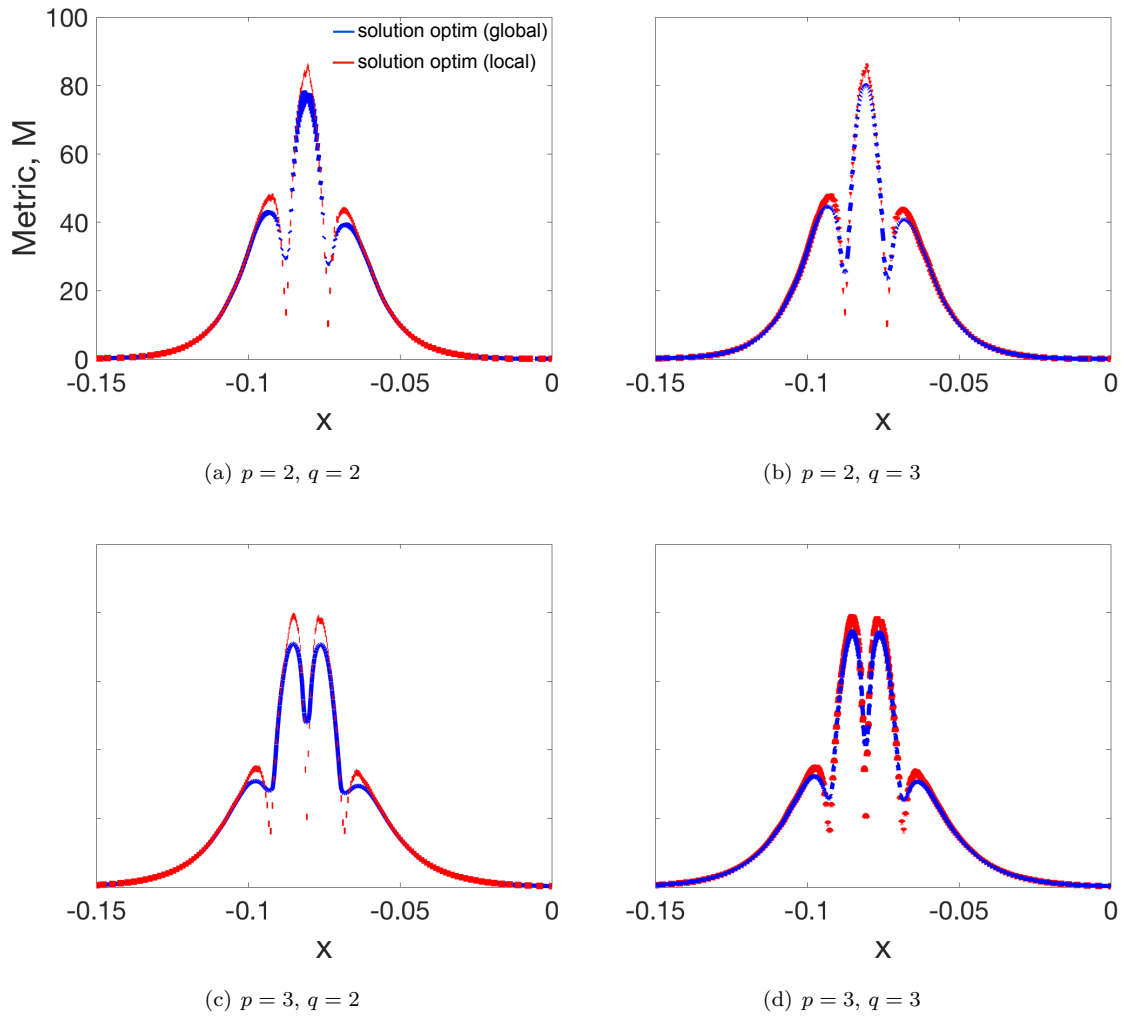 100
80
60
40
20
0
Metric, M
solution optim (global)
solution optim (local)
-0.15 -0.1 -0.05 0
x
(a) p = 2, q = 2
-0.15 -0.1 -0.05 0
x
(b) p = 2, q = 3
-0.15 -0.1 -0.05 0
x
(c) p = 3, q = 2
-0.15 -0.1 -0.05 0
x
(d) p = 3, q = 3